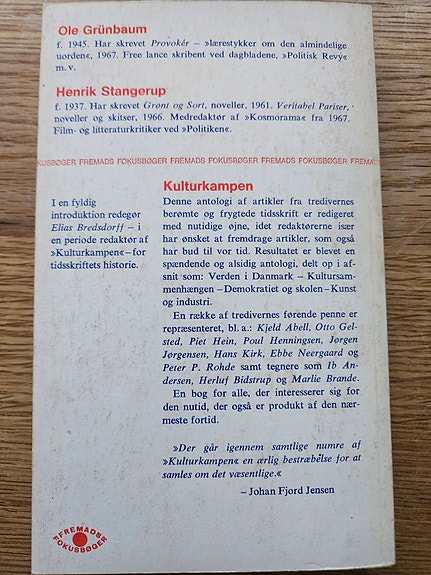 Ole Grünbaum
f. 1945. Har skrevet Provokér – »lærestykker om den almindelige
uorden«, 1967. Free lance skribent ved dagbladene, »Politisk Revy«
m. v.
Henrik Stangerup
f. 1937. Har skrevet Grønt og Sort, noveller, 1961. Veritabel Pariser,
noveller og skitser, 1966. Medredaktør af »Kosmorama« fra 1967.
Film- og litteraturkritiker ved »Politiken«.
KUSBØGER FREMADS FOKUSBØGER FREMADS FOKUSBØGER FREMADS FOKUSBØGER FREMAD
I en fyldig
introduktion redegør
Elias Bredsdorff – i
en periode redaktør af
»Kulturkampen« – for
tidsskriftets historie.
Kulturkampen
Denne antologi af artikler fra tredivernes
berømte og frygtede tidsskrift er redigeret
med nutidige øjne, idet redaktørerne især
har ønsket at fremdrage artikler, som også
har bud til vor tid. Resultatet er blevet en
spændende og alsidig antologi, delt op i af-
snit som: Verden i Danmark – Kultursam-
menhængen – Demokratiet og skolen – Kunst
og industri.
En række af tredivernes førende penne er
repræsenteret, bl. a.: Kjeld Abell, Otto Gel-
sted, Piet Hein, Poul Henningsen, Jørgen
Jørgensen, Hans Kirk, Ebbe Neergaard og
Peter P. Rohde samt tegnere som Ib An-
dersen, Herluf Bidstrup og Marlie Brande.
En bog for alle, der interesserer sig for
den nutid, der også er produkt af den nær-
meste fortid.
»Der går igennem samtlige numre af
»Kulturkampen« en ærlig bestræbelse for at
samles om det væsentlige.«
– Johan Fjord Jensen
FREMADS
FOKUSBØGER